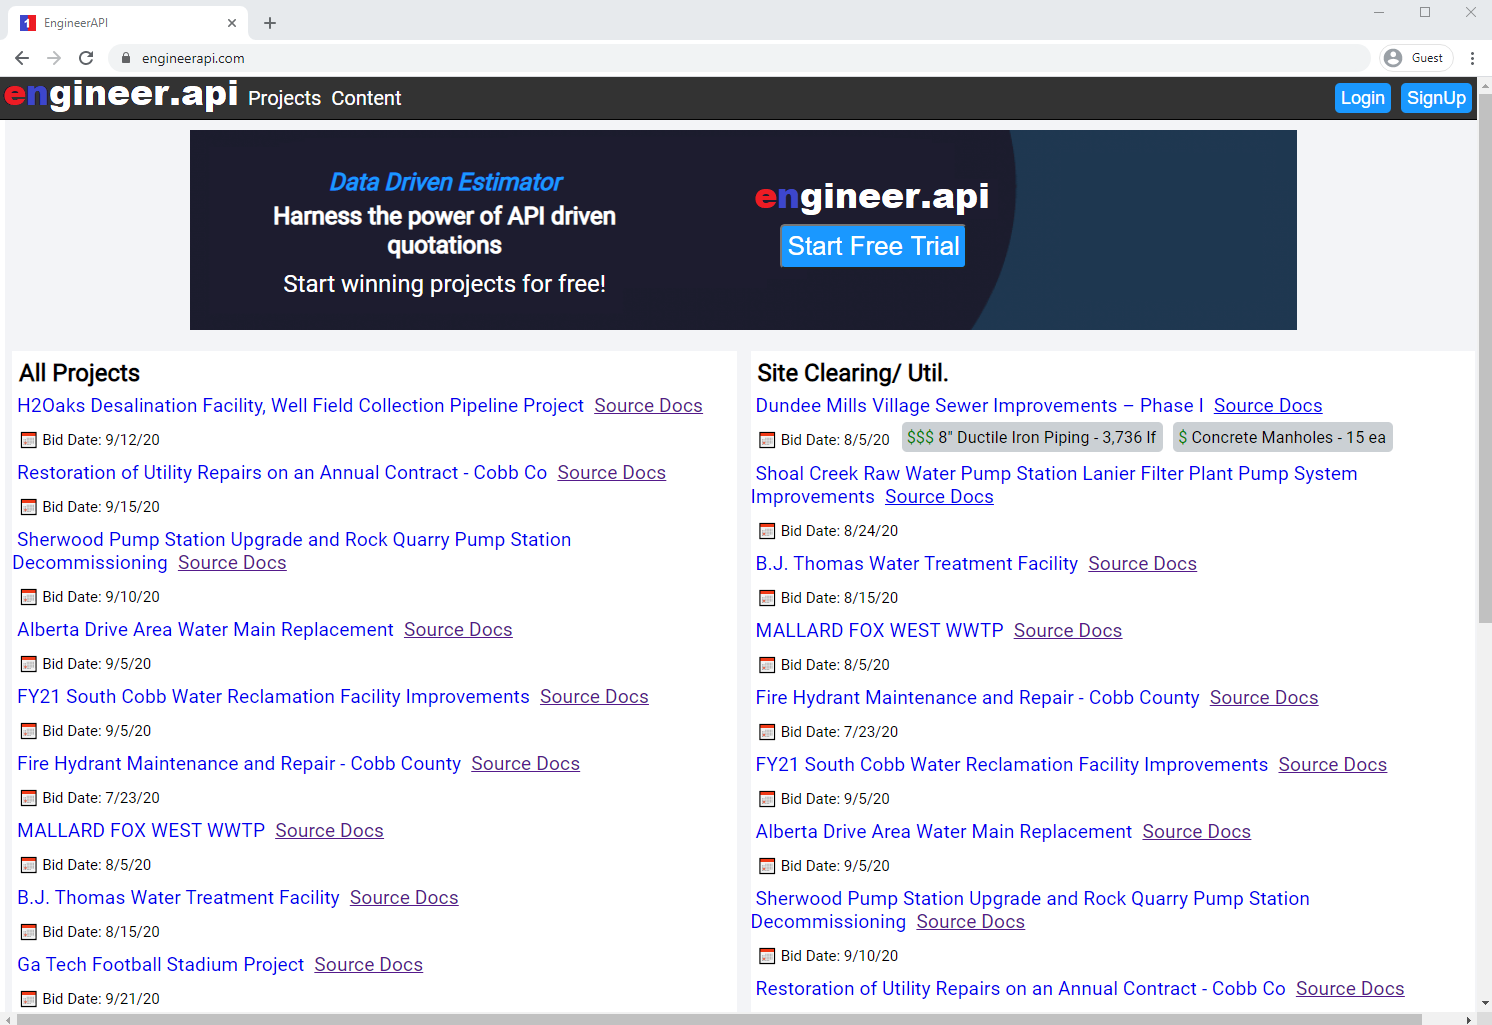 EngineerAPI
engineerapi.com
Guest
engineer.api Projects Content Login SignUp
Data Driven Estimator
Harness the power of API driven
quotations
Start winning projects for free!
engineer.api
Start Free Trial
All Projects
H2Oaks Desalination Facility, Well Field Collection Pipeline Project Source Docs
Bid Date: 9/12/20
Restoration of Utility Repairs on an Annual Contract - Cobb Co Source Docs
Bid Date: 9/15/20
Sherwood Pump Station Upgrade and Rock Quarry Pump Station
Decommissioning Source Docs
Bid Date: 9/10/20
Alberta Drive Area Water Main Replacement Source Docs
Bid Date: 9/5/20
FY21 South Cobb Water Reclamation Facility Improvements Source Docs
Bid Date: 9/5/20
Fire Hydrant Maintenance and Repair - Cobb County Source Docs
Bid Date: 7/23/20
MALLARD FOX WEST WWTP Source Docs
Bid Date: 8/5/20
B.J. Thomas Water Treatment Facility Source Docs
Bid Date: 8/15/20
Ga Tech Football Stadium Project Source Docs
Bid Date: 9/21/20
Site Clearing/ Util.
Dundee Mills Village Sewer Improvements – Phase I Source Docs
Bid Date: 8/5/20 $$$ 8" Ductile Iron Piping - 3,736 lf $ Concrete Manholes - 15 ea
Shoal Creek Raw Water Pump Station Lanier Filter Plant Pump System
Improvements Source Docs
Bid Date: 8/24/20
B.J. Thomas Water Treatment Facility Source Docs
Bid Date: 8/15/20
MALLARD FOX WEST WWTP Source Docs
Bid Date: 8/5/20
Fire Hydrant Maintenance and Repair - Cobb County Source Docs
Bid Date: 7/23/20
FY21 South Cobb Water Reclamation Facility Improvements Source Docs
Bid Date: 9/5/20
Alberta Drive Area Water Main Replacement Source Docs
Bid Date: 9/5/20
Sherwood Pump Station Upgrade and Rock Quarry Pump Station
Decommissioning Source Docs
Bid Date: 9/10/20
Restoration of Utility Repairs on an Annual Contract - Cobb Co Source Docs